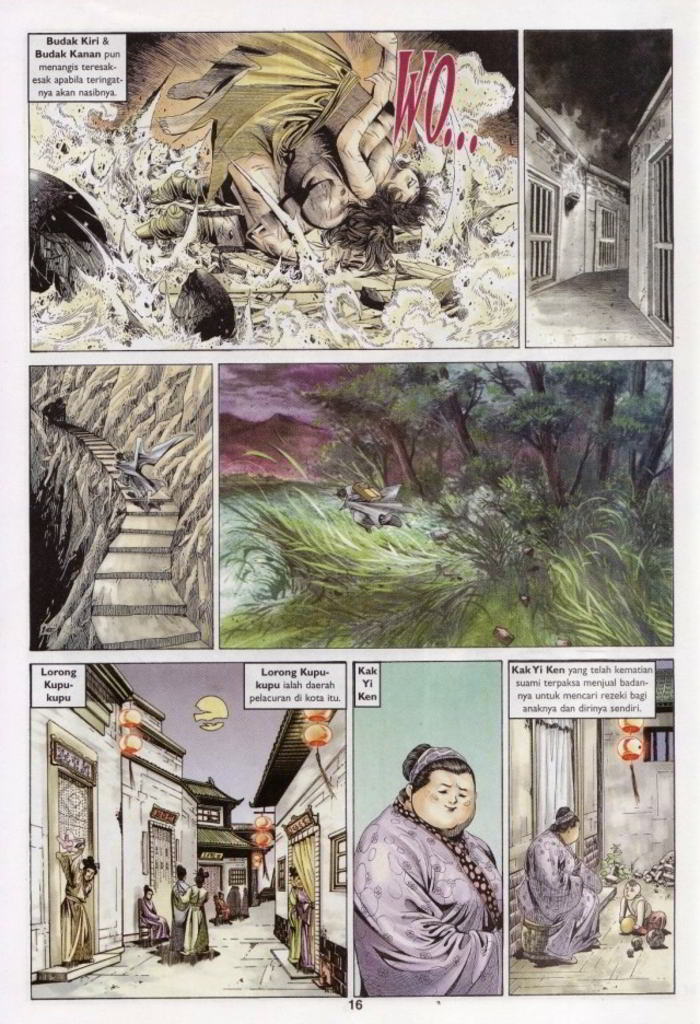 Budak Kiri &
Budak Kanan pun
menangis teresak-
esak apabila teringat-
nya akan nasibnya.
WO...
Lorong
Kupu-
kupu
Lorong Kupu-
kupu ialah daerah
pelacuran di kota itu.
Kak
Yi
Ken
Kak Yi Ken yang telah kematian
suami terpaksa menjual badan-
nya untuk mencari rezeki bagi
anaknya dan dirinya sendiri.
16